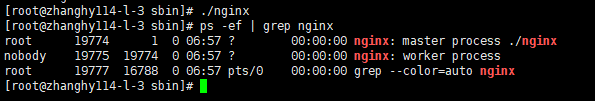 [root@zhanghy114-l-3 sbin]# ./nginx
[root@zhanghy114-l-3 sbin]# ps -ef | grep nginx
root 19774 1 0 06:57 ? 00:00:00 nginx: master process ./nginx
nobody 19775 19774 0 06:57 ? 00:00:00 nginx: worker process
root 19777 16788 0 06:57 pts/0 00:00:00 grep --color=auto nginx
[root@zhanghy114-l-3 sbin]#